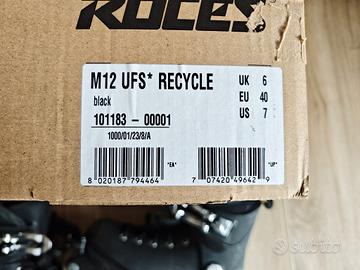 ROCES
M12 UFS* RECYCLE
black
101183 - 00001
1000/01/23/8/A
UK 6
EU 40
US 7
"EN"
"UP"
8 020187 794464
7 07420 49642 9
subito